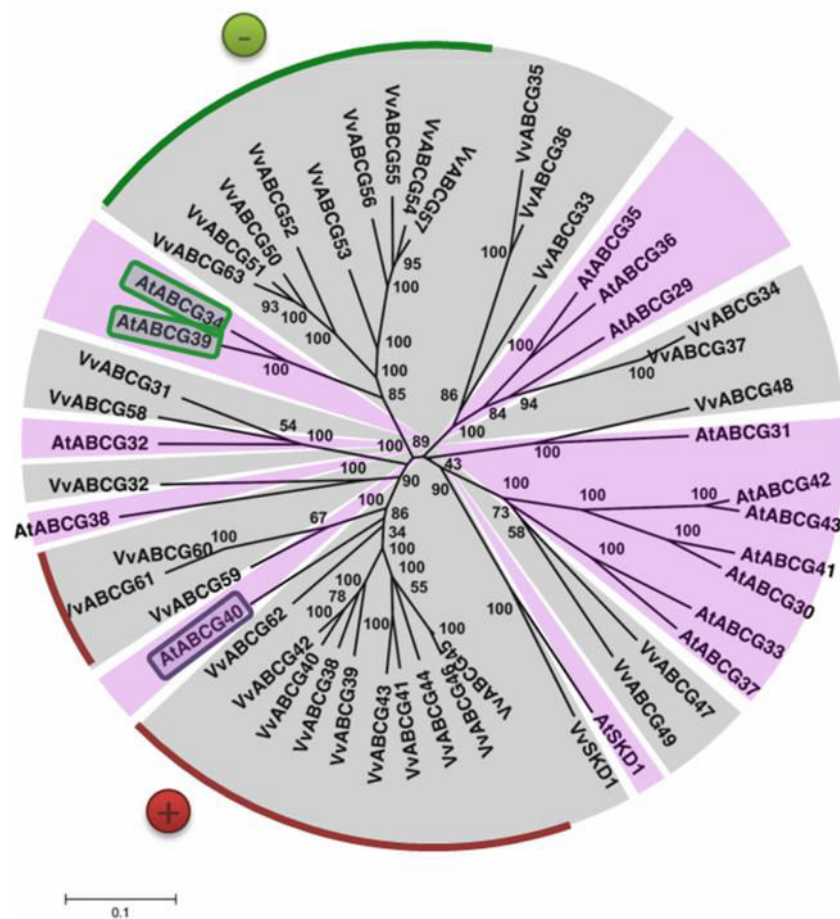 -
VvABCG35
VvABCG36
VvABCG33
VvABCG55
VvABCG54
VvABCG57
VvABCG56
VvABCG53
VvABCG52
VvABCG50
VvABCG51
VvABCG63
AtABCG34
AtABCG39
VvABCG31
VvABCG58
AtABCG32
VvABCG32
AtABCG38
VvABCG60
VvABCG61
VvABCG59
AtABCG40
VvABCG62
VvABCG42
VvABCG40
VvABCG38
VvABCG39
VvABCG43
VvABCG41
VvABCG44
VvABCG46
VvABCG45
VvSKD1
AtSKD1
VvABCG49
VvABCG47
AtABCG37
AtABCG33
AtABCG30
AtABCG41
AtABCG43
AtABCG42
AtABCG31
VvABCG48
VvABCG37
VvABCG34
AtABCG29
AtABCG36
AtABCG35
100
95
100
93
100
100
100
100
100
85
86
100
100
94
84
100
100
54
100
100
89
43
100
90
90
100
100
100
67
86
34
100
100
100
78
100
55
100
100
100
73
58
100
100
100
100
100
+
0.1